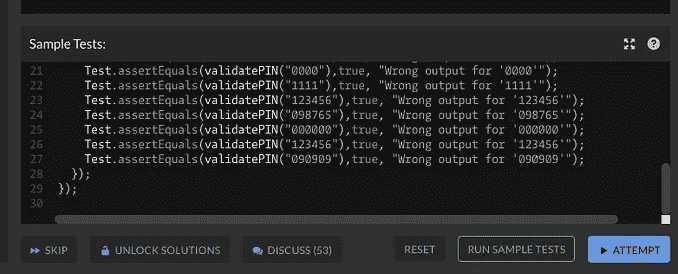 Sample Tests:
21 Test.assertEquals(validatePIN("0000"),true, "Wrong output for '0000'");
22 Test.assertEquals(validatePIN("1111"),true, "Wrong output for '1111'");
23 Test.assertEquals(validatePIN("123456"),true, "Wrong output for '123456'");
24 Test.assertEquals(validatePIN("098765"),true, "Wrong output for '098765'");
25 Test.assertEquals(validatePIN("000000"),true, "Wrong output for '000000'");
26 Test.assertEquals(validatePIN("123456"),true, "Wrong output for '123456'");
27 Test.assertEquals(validatePIN("090909"),true, "Wrong output for '090909'");
28 });
29 });
30
SKIP UNLOCK SOLUTIONS DISCUSS (53) RESET RUN SAMPLE TESTS ATTEMPT